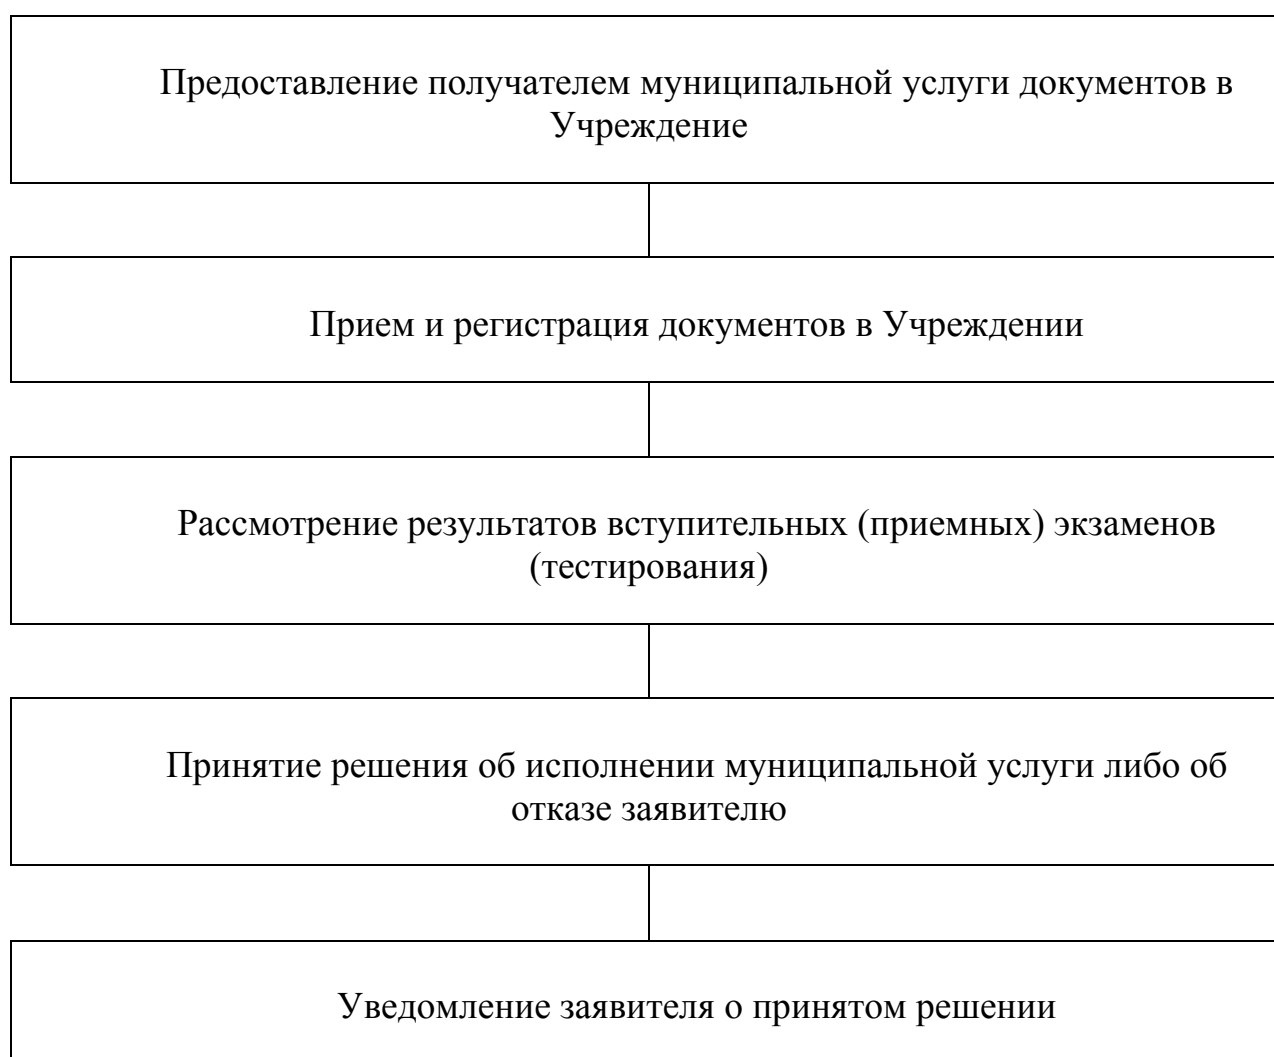 Предоставление получателем муниципальной услуги документов в
Учреждение
Прием и регистрация документов в Учреждении
Рассмотрение результатов вступительных (приемных) экзаменов
(тестирования)
Принятие решения об исполнении муниципальной услуги либо об
отказе заявителю
Уведомление заявителя о принятом решении